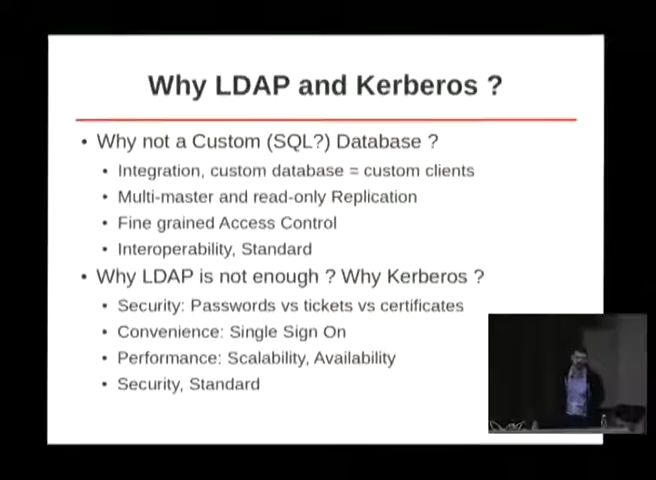 Why LDAP and Kerberos ?
• Why not a Custom (SQL?) Database ?
• Integration, custom database = custom clients
• Multi-master and read-only Replication
• Fine grained Access Control
• Interoperability, Standard
• Why LDAP is not enough ? Why Kerberos ?
• Security: Passwords vs tickets vs certificates
• Convenience: Single Sign On
• Performance: Scalability, Availability
• Security, Standard